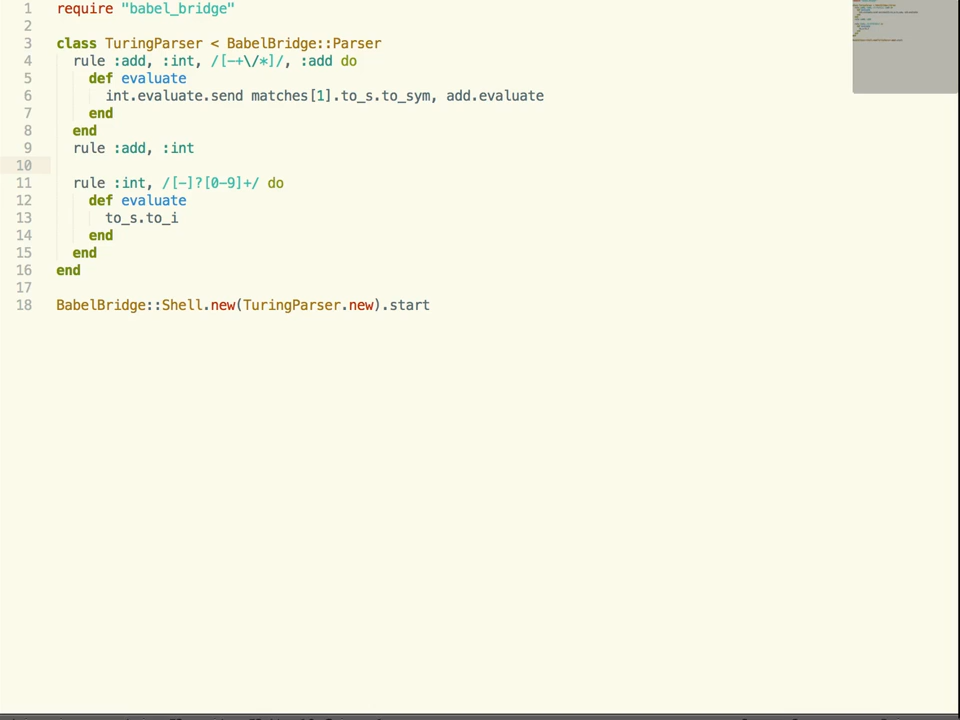 1 require "babel_bridge"
2
3 class TuringParser < BabelBridge::Parser
4 rule :add, :int, /[-+\/*]/, :add do
5 def evaluate
6 int.evaluate.send matches[1].to_s.to_sym, add.evaluate
7 end
8 end
9 rule :add, :int
10
11 rule :int, /[-]?[0-9]+/ do
12 def evaluate
13 to_s.to_i
14 end
15 end
16 end
17
18 BabelBridge::Shell.new(TuringParser.new).start